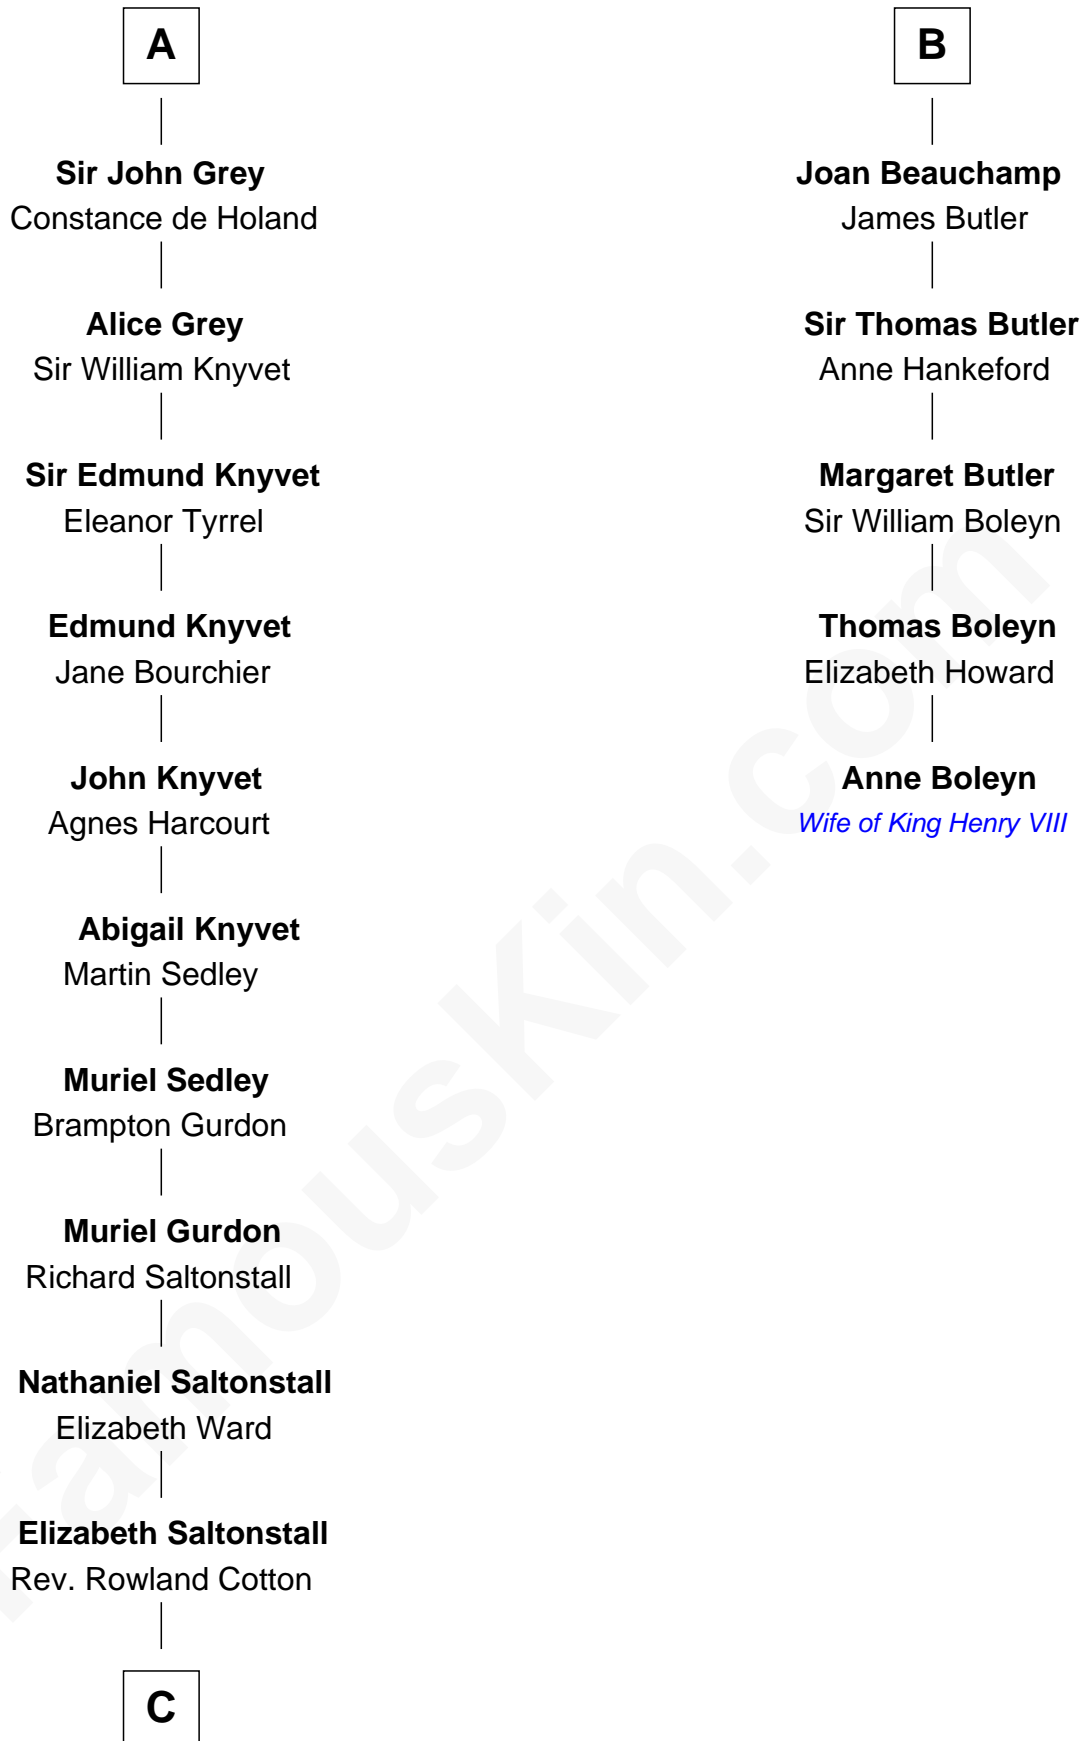 A
Sir John Grey
Constance de Holand
Alice Grey
Sir William Knyvet
Sir Edmund Knyvet
Eleanor Tyrrel
Edmund Knyvet
Jane Bourchier
John Knyvet
Agnes Harcourt
Abigail Knyvet
Martin Sedley
Muriel Sedley
Brampton Gurdon
Muriel Gurdon
Richard Saltonstall
Nathaniel Saltonstall
Elizabeth Ward
Elizabeth Saltonstall
Rev. Rowland Cotton
C
B
Joan Beauchamp
James Butler
Sir Thomas Butler
Anne Hankeford
Margaret Butler
Sir William Boleyn
Thomas Boleyn
Elizabeth Howard
Anne Boleyn
Wife of King Henry VIII
FamousKin.com